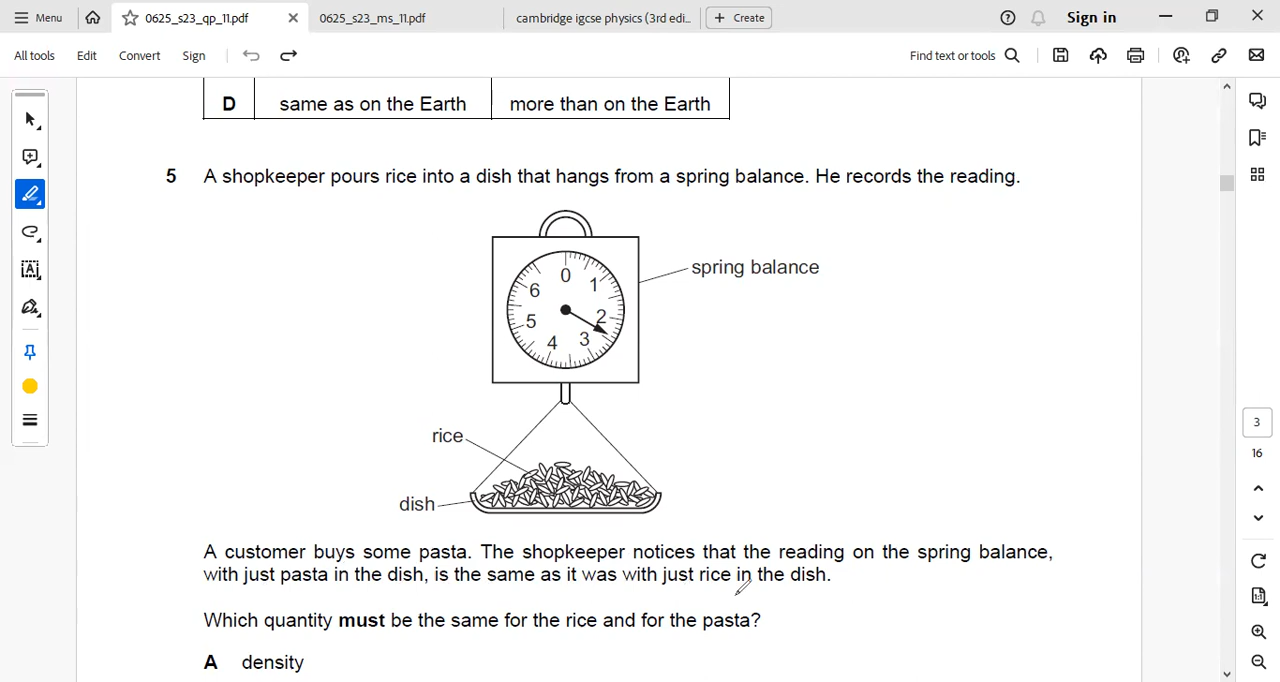 Menu
0625_s23_qp_11.pdf
0625_s23_ms_11.pdf
cambridge igcse physics (3rd edi...
Create
Sign in
All tools
Edit
Convert
Sign
Find text or tools
D same as on the Earth more than on the Earth
5 A shopkeeper pours rice into a dish that hangs from a spring balance. He records the reading.
0
1
2
3
4
5
6
spring balance
rice
dish
A customer buys some pasta. The shopkeeper notices that the reading on the spring balance,
with just pasta in the dish, is the same as it was with just rice in the dish.
Which quantity must be the same for the rice and for the pasta?
A density
3
16
1:1